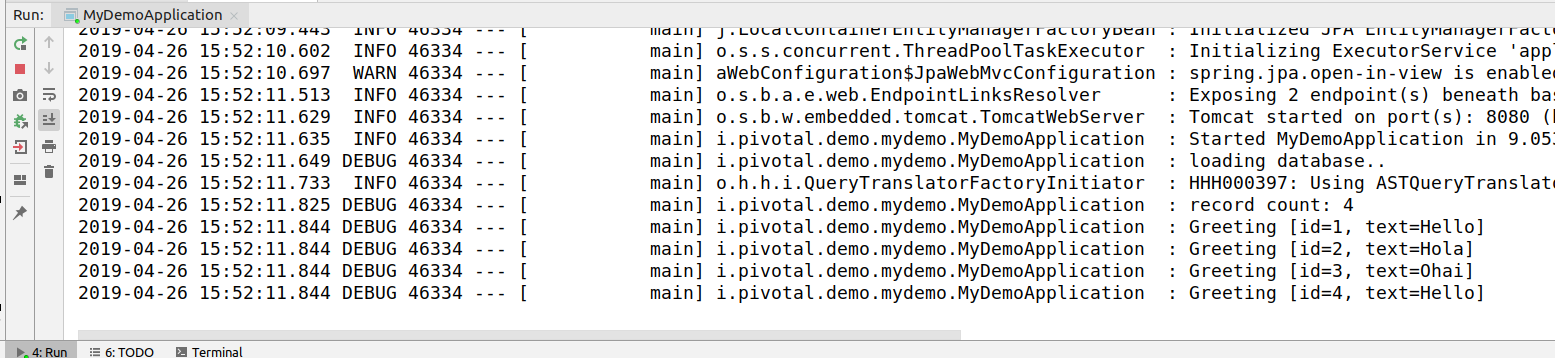 Run: MyDemoApplication ×
2019-04-26 15:52:09.443  INFO 46334 --- [           main] j.LocalContainerEntityManagerFactoryBean : Initialized JPA EntityManagerFacto
2019-04-26 15:52:10.602  INFO 46334 --- [           main] o.s.s.concurrent.ThreadPoolTaskExecutor  : Initializing ExecutorService 'appl
2019-04-26 15:52:10.697  WARN 46334 --- [           main] aWebConfiguration$JpaWebMvcConfiguration : spring.jpa.open-in-view is enabled
2019-04-26 15:52:11.513  INFO 46334 --- [           main] o.s.b.a.e.web.EndpointLinksResolver      : Exposing 2 endpoint(s) beneath bas
2019-04-26 15:52:11.629  INFO 46334 --- [           main] o.s.b.w.embedded.tomcat.TomcatWebServer  : Tomcat started on port(s): 8080 (h
2019-04-26 15:52:11.635  INFO 46334 --- [           main] i.pivotal.demo.mydemo.MyDemoApplication  : Started MyDemoApplication in 9.053
2019-04-26 15:52:11.649 DEBUG 46334 --- [           main] i.pivotal.demo.mydemo.MyDemoApplication  : loading database..
2019-04-26 15:52:11.733  INFO 46334 --- [           main] o.h.h.i.QueryTranslatorFactoryInitiator  : HHH000397: Using ASTQueryTranslato
2019-04-26 15:52:11.825 DEBUG 46334 --- [           main] i.pivotal.demo.mydemo.MyDemoApplication  : record count: 4
2019-04-26 15:52:11.844 DEBUG 46334 --- [           main] i.pivotal.demo.mydemo.MyDemoApplication  : Greeting [id=1, text=Hello]
2019-04-26 15:52:11.844 DEBUG 46334 --- [           main] i.pivotal.demo.mydemo.MyDemoApplication  : Greeting [id=2, text=Hola]
2019-04-26 15:52:11.844 DEBUG 46334 --- [           main] i.pivotal.demo.mydemo.MyDemoApplication  : Greeting [id=3, text=Ohai]
2019-04-26 15:52:11.844 DEBUG 46334 --- [           main] i.pivotal.demo.mydemo.MyDemoApplication  : Greeting [id=4, text=Hello]
4: Run 6: TODO Terminal